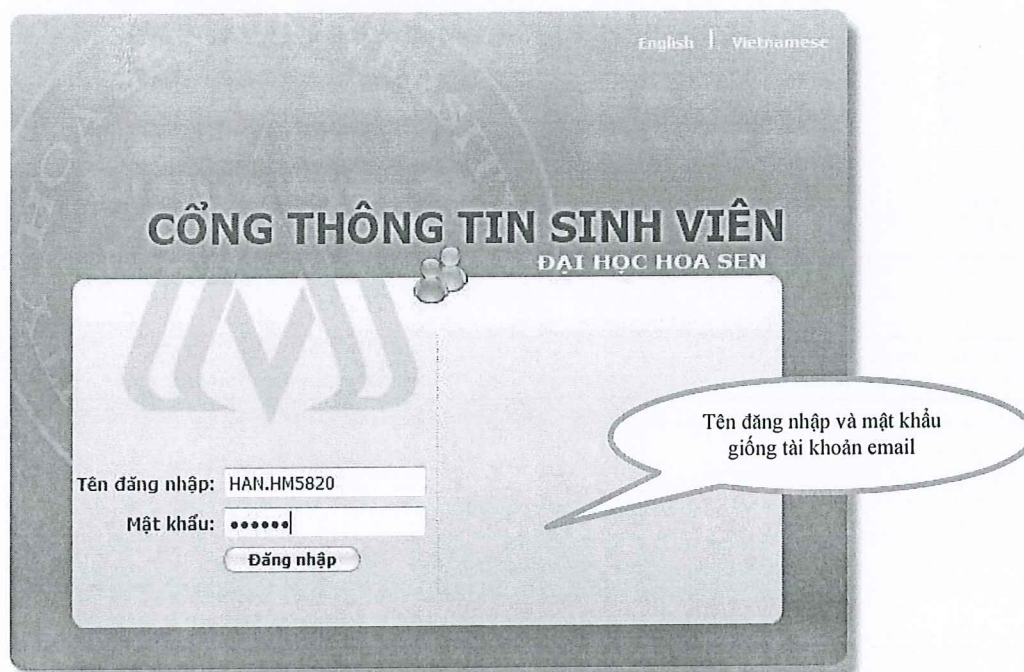 English | Vietnamese
CỔNG THÔNG TIN SINH VIÊN
ĐẠI HỌC HOA SEN
Tên đăng nhập và mật khẩu
giống tài khoản email
Tên đăng nhập: HAN.HM5820
Mật khẩu: ••••••
Đăng nhập